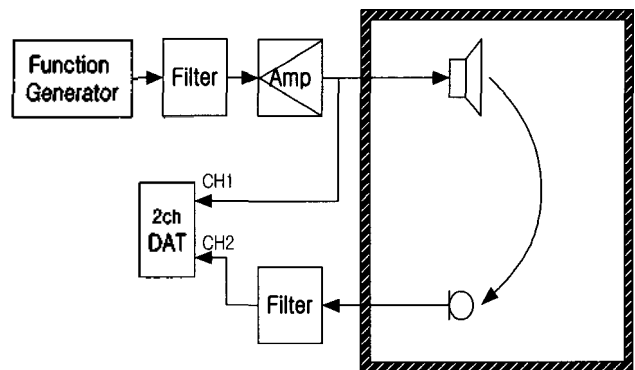 Function
Generator
Filter
Amp
CH1
2ch
DAT
CH2
Filter